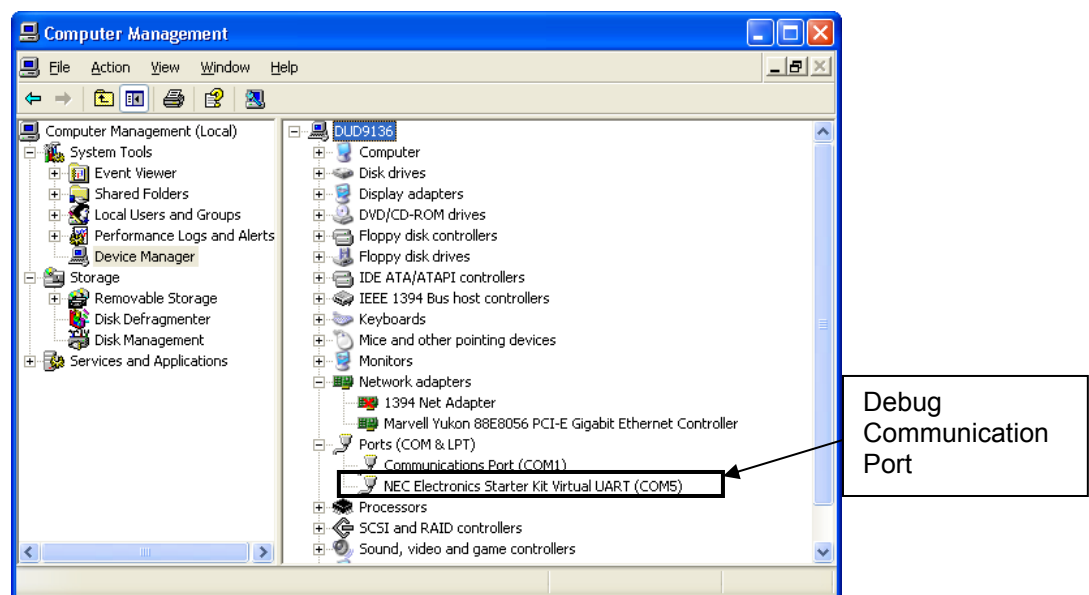 Computer Management
File Action View Window Help
Computer Management (Local)
System Tools
Event Viewer
Shared Folders
Local Users and Groups
Performance Logs and Alerts
Device Manager
Storage
Removable Storage
Disk Defragmenter
Disk Management
Services and Applications
DUD9136
Computer
Disk drives
Display adapters
DVD/CD-ROM drives
Floppy disk controllers
Floppy disk drives
IDE ATA/ATAPI controllers
IEEE 1394 Bus host controllers
Keyboards
Mice and other pointing devices
Monitors
Network adapters
1394 Net Adapter
Marvell Yukon 88E8056 PCI-E Gigabit Ethernet Controller
Ports (COM & LPT)
Communications Port (COM1)
NEC Electronics Starter Kit Virtual UART (COM5)
Processors
SCSI and RAID controllers
Sound, video and game controllers
Debug
Communication
Port